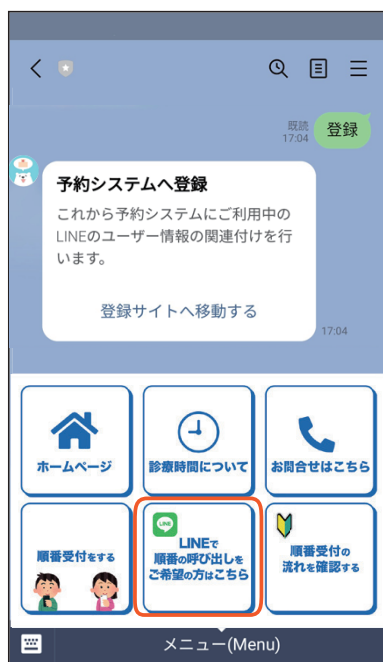 既読
17:04
登録
予約システムへ登録
これから予約システムにご利用中の
LINEのユーザー情報の関連付けを行
います。
登録サイトへ移動する
17:04
ホームページ
診療時間について
お問合せはこちら
順番受付をする
LINE
LINEで
順番の呼び出しを
ご希望の方はこちら
順番受付の
流れを確認する
メニュー(Menu)